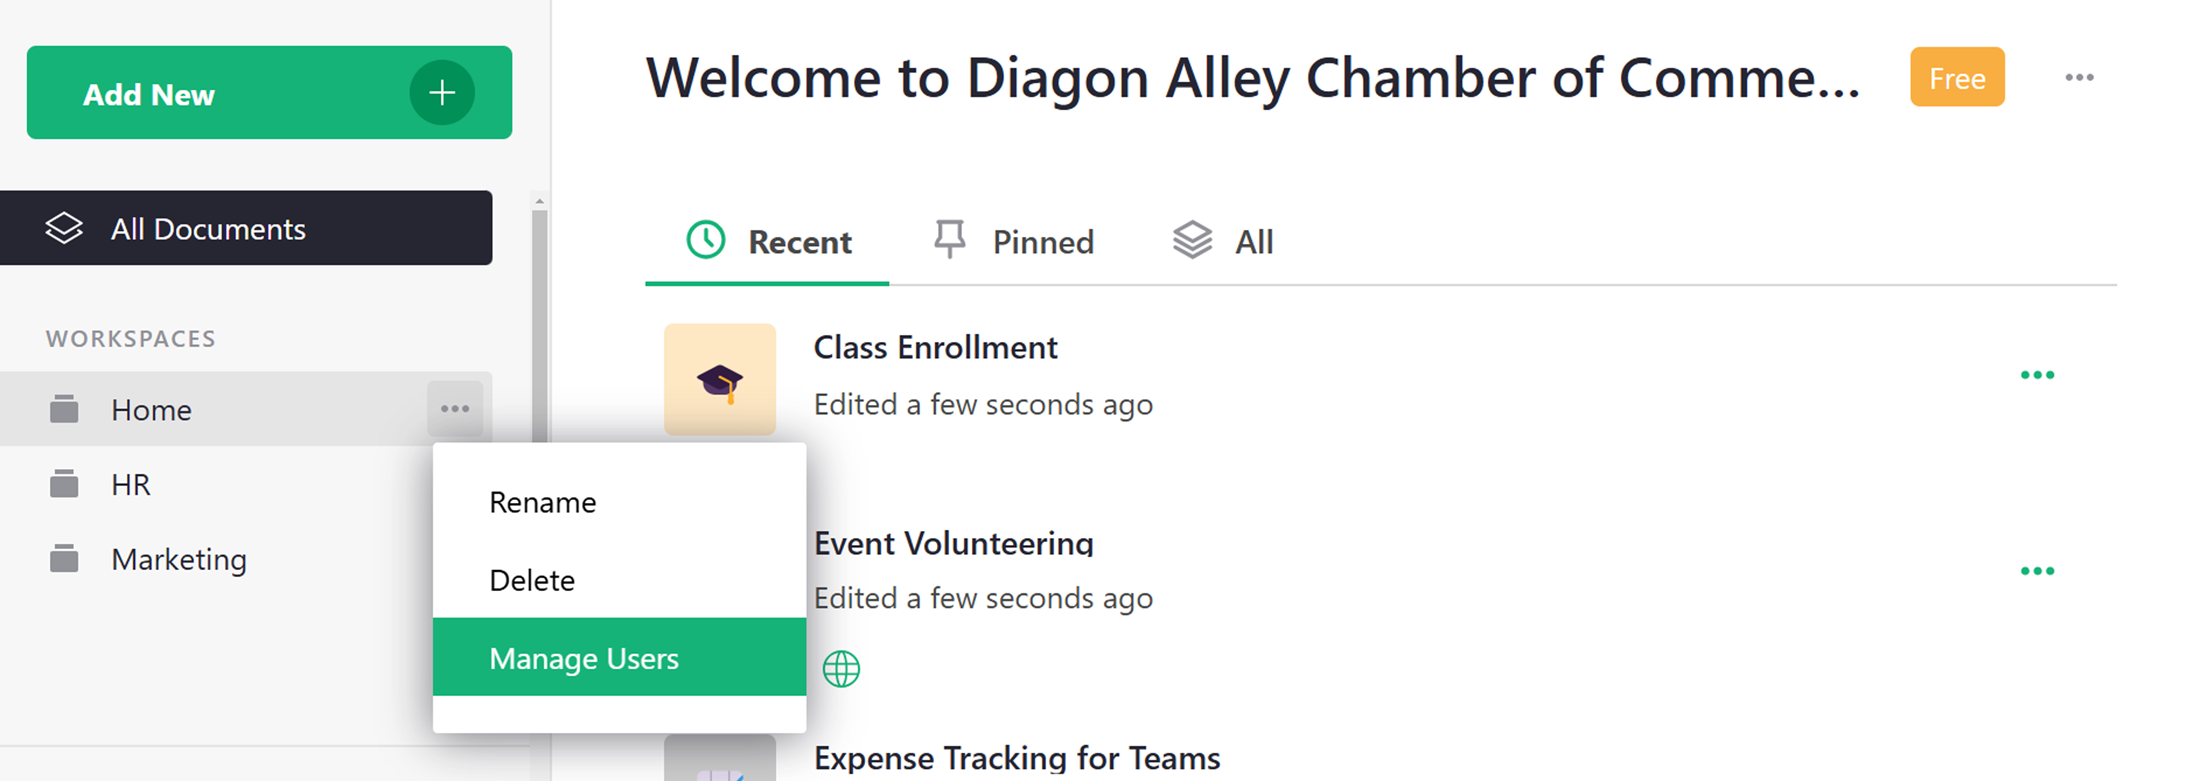 Add New
All Documents
WORKSPACES
Home
HR
Marketing
Rename
Delete
Manage Users
Welcome to Diagon Alley Chamber of Comme...
Free
Recent
Pinned
All
Class Enrollment
Edited a few seconds ago
Event Volunteering
Edited a few seconds ago
Expense Tracking for Teams